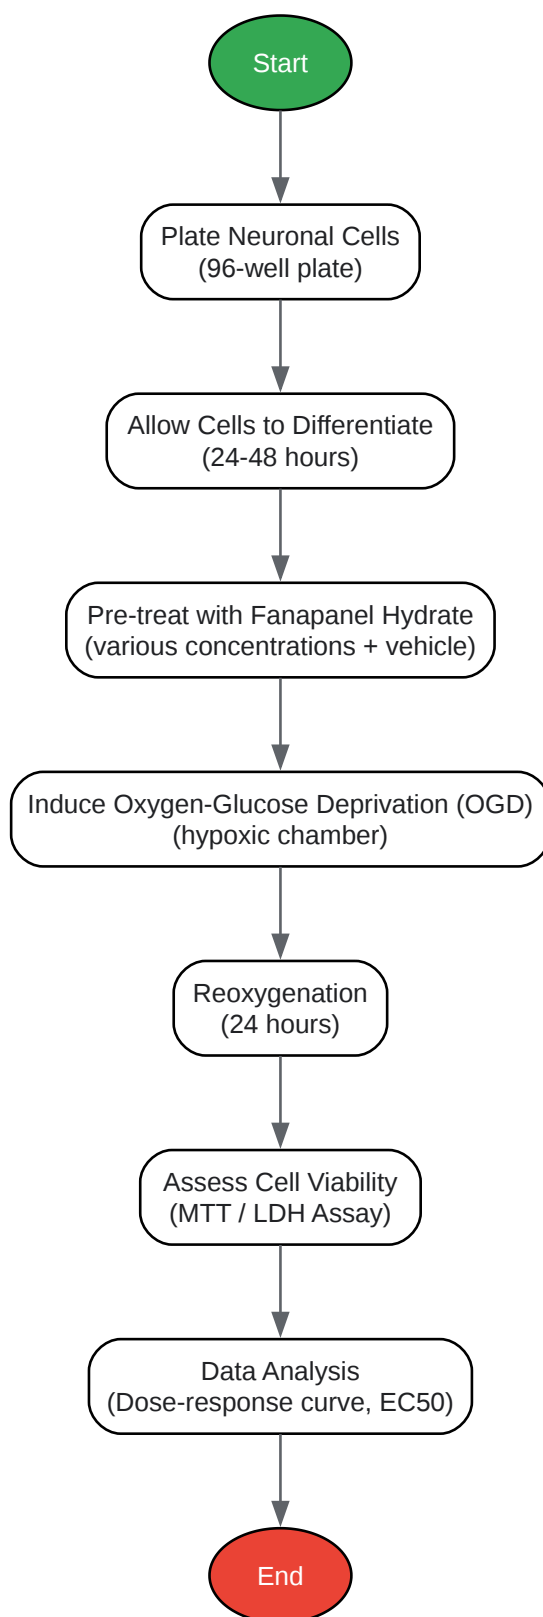 Start
Plate Neuronal Cells
(96-well plate)
Allow Cells to Differentiate
(24-48 hours)
Pre-treat with Fanapanel Hydrate
(various concentrations + vehicle)
Induce Oxygen-Glucose Deprivation (OGD)
(hypoxic chamber)
Reoxygenation
(24 hours)
Assess Cell Viability
(MTT / LDH Assay)
Data Analysis
(Dose-response curve, EC50)
End